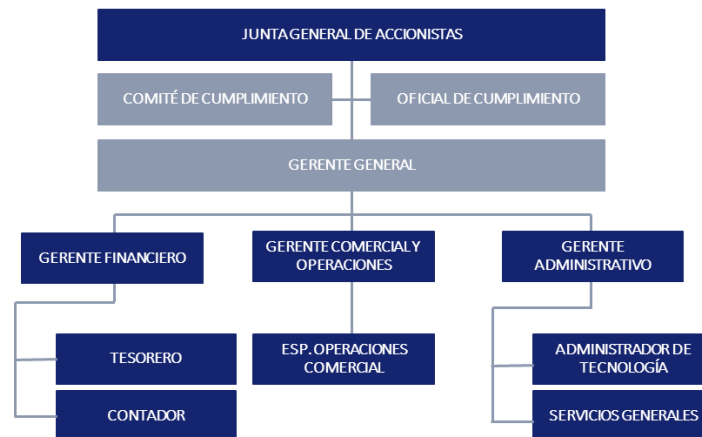 JUNTA GENERAL DE ACCIONISTAS
COMITÉ DE CUMPLIMIENTO
OFICIAL DE CUMPLIMIENTO
GERENTE GENERAL
GERENTE FINANCIERO
GERENTE COMERCIAL Y
OPERACIONES
GERENTE
ADMINISTRATIVO
TESORERO
ESP. OPERACIONES
COMERCIAL
ADMINISTRADOR DE
TECNOLOGÍA
CONTADOR
SERVICIOS GENERALES